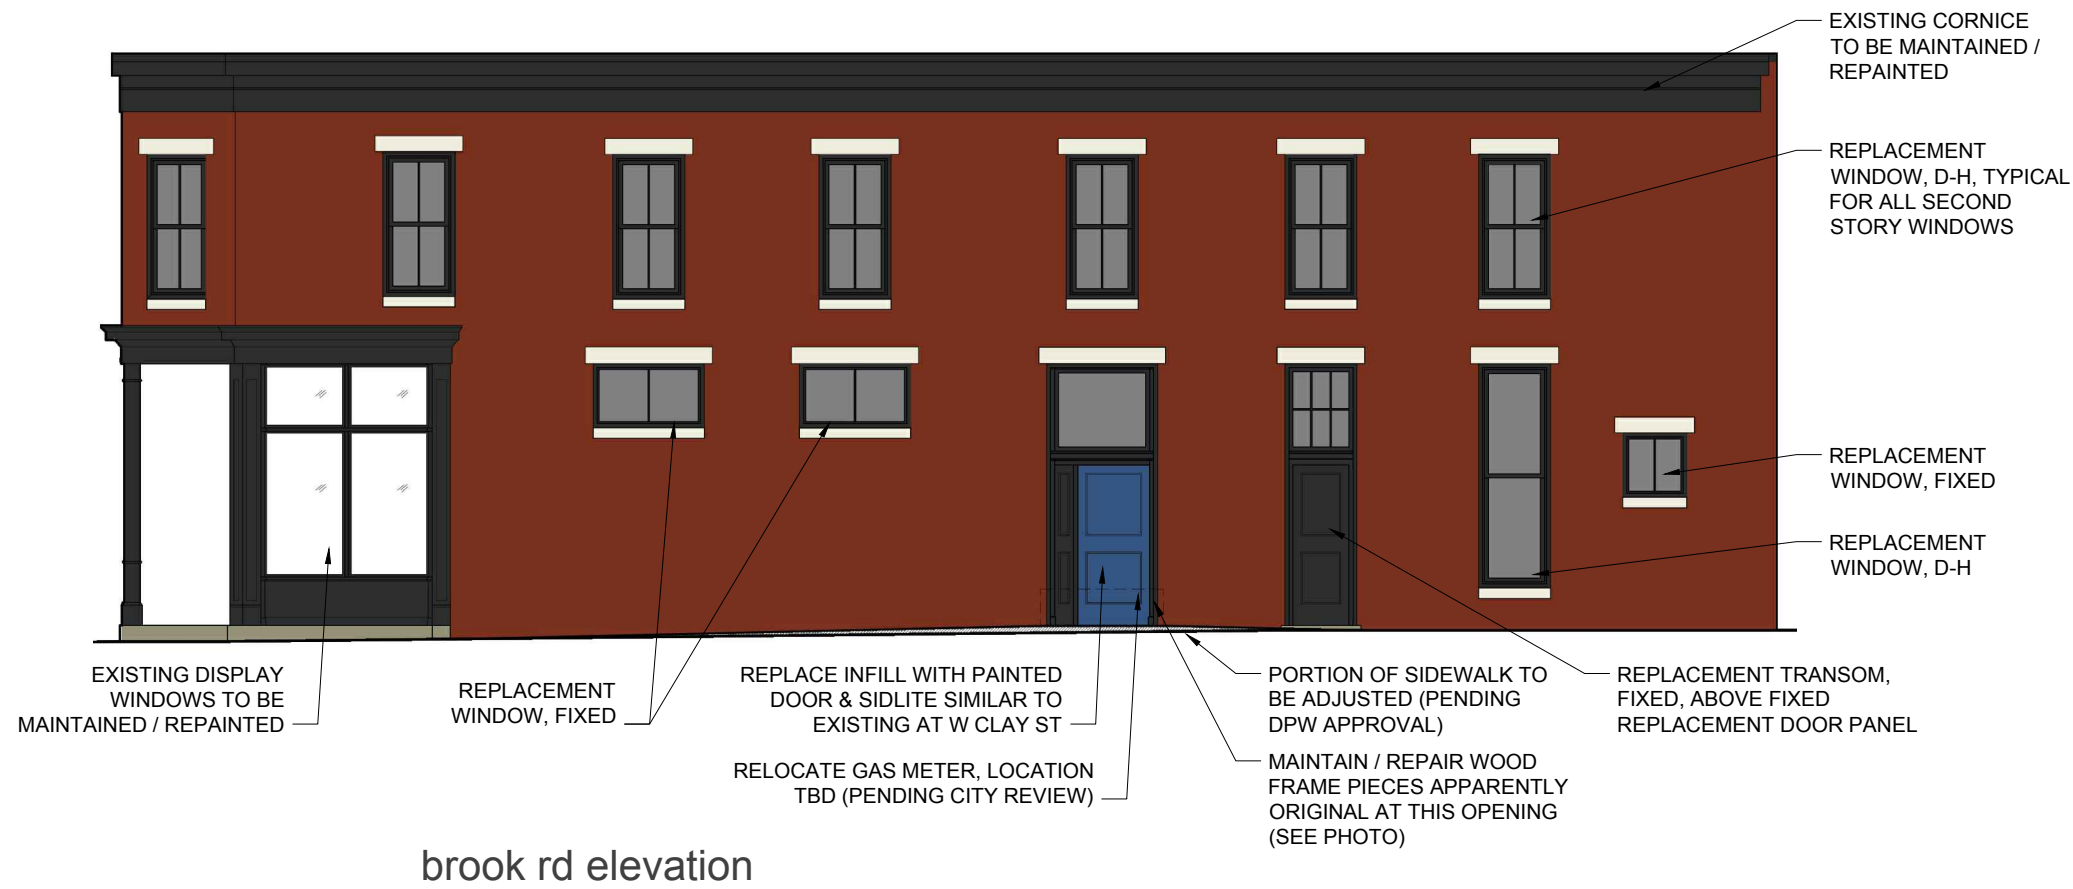 EXISTING CORNICE
TO BE MAINTAINED /
REPAINTED
REPLACEMENT
WINDOW, D-H, TYPICAL
FOR ALL SECOND
STORY WINDOWS
REPLACEMENT
WINDOW, FIXED
REPLACEMENT
WINDOW, D-H
EXISTING DISPLAY
WINDOWS TO BE
MAINTAINED / REPAINTED
REPLACEMENT
WINDOW, FIXED
REPLACE INFILL WITH PAINTED
DOOR & SIDLITE SIMILAR TO
EXISTING AT W CLAY ST
RELOCATE GAS METER, LOCATION
TBD (PENDING CITY REVIEW)
PORTION OF SIDEWALK TO
BE ADJUSTED (PENDING
DPW APPROVAL)
MAINTAIN / REPAIR WOOD
FRAME PIECES APPARENTLY
ORIGINAL AT THIS OPENING
(SEE PHOTO)
REPLACEMENT TRANSOM,
FIXED, ABOVE FIXED
REPLACEMENT DOOR PANEL
brook rd elevation